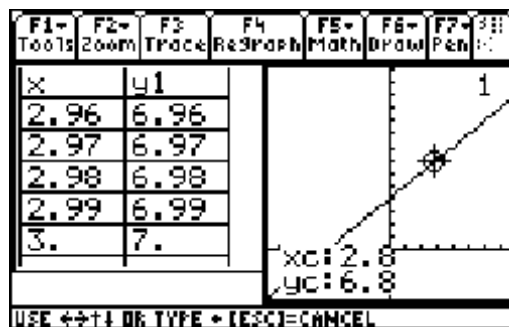 F1▾ F2▾ F3 F4 F5▾ F6▾ F7▾
Tools Zoom Trace ReGraph Math Draw Pen
x y1
2.96 6.96
2.97 6.97
2.98 6.98
2.99 6.99
3. 7.
1
xc:2.8
yc:6.8
USE ←→↑↓ OR TYPE + [ESC]=CANCEL